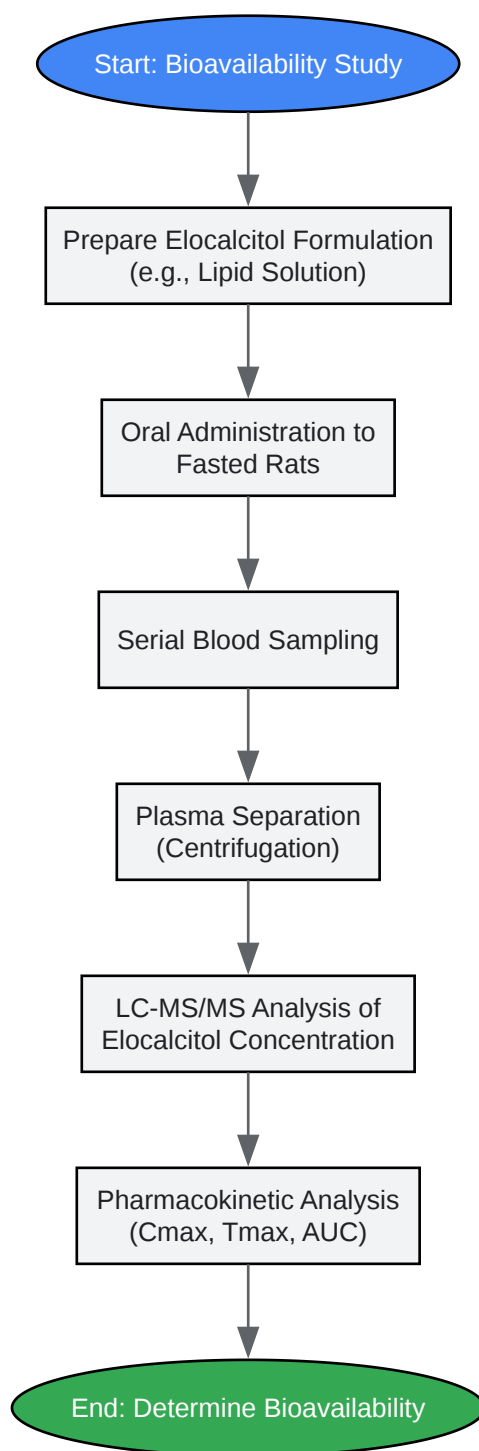 Start: Bioavailability Study
Prepare Elocalcitol Formulation
(e.g., Lipid Solution)
Oral Administration to
Fasted Rats
Serial Blood Sampling
Plasma Separation
(Centrifugation)
LC-MS/MS Analysis of
Elocalcitol Concentration
Pharmacokinetic Analysis
(Cmax, Tmax, AUC)
End: Determine Bioavailability